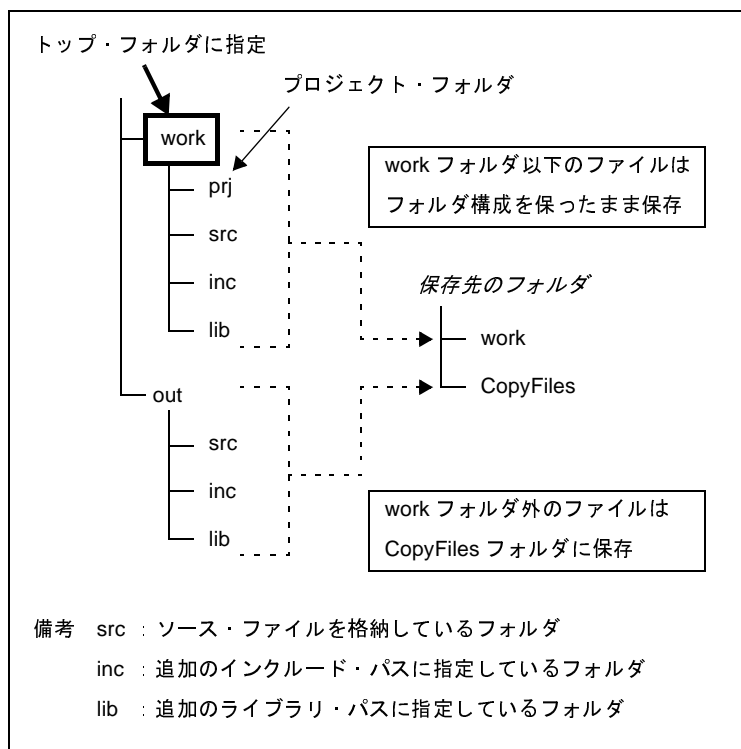 トップ・フォルダに指定
プロジェクト・フォルダ
work
prj
src
inc
lib
work フォルダ以下のファイルは
フォルダ構成を保ったまま保存
保存先のフォルダ
work
CopyFiles
out
src
inc
lib
work フォルダ外のファイルは
CopyFiles フォルダに保存
備考 src : ソース・ファイルを格納しているフォルダ
inc : 追加のインクルード・パスに指定しているフォルダ
lib : 追加のライブラリ・パスに指定しているフォルダ